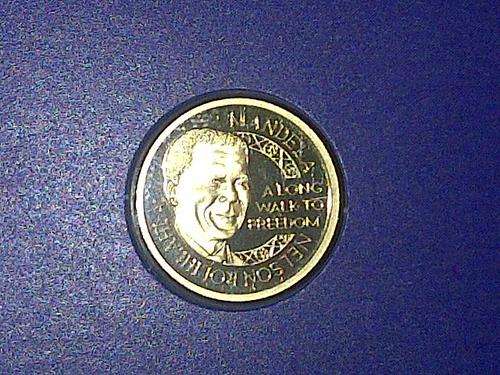 NELSON ROLIHLAHLA MANDELA
A LONG
WALK TO
FREEDOM